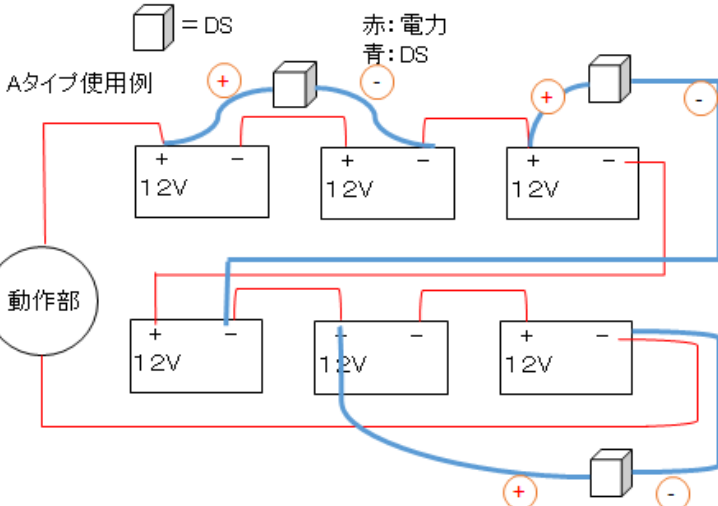 = DS
赤：電力
青：DS
Aタイプ使用例
+ -
+ -
+ - + - + -
12V 12V 12V
動作部
+ - + - + -
12V 12V 12V
+ -